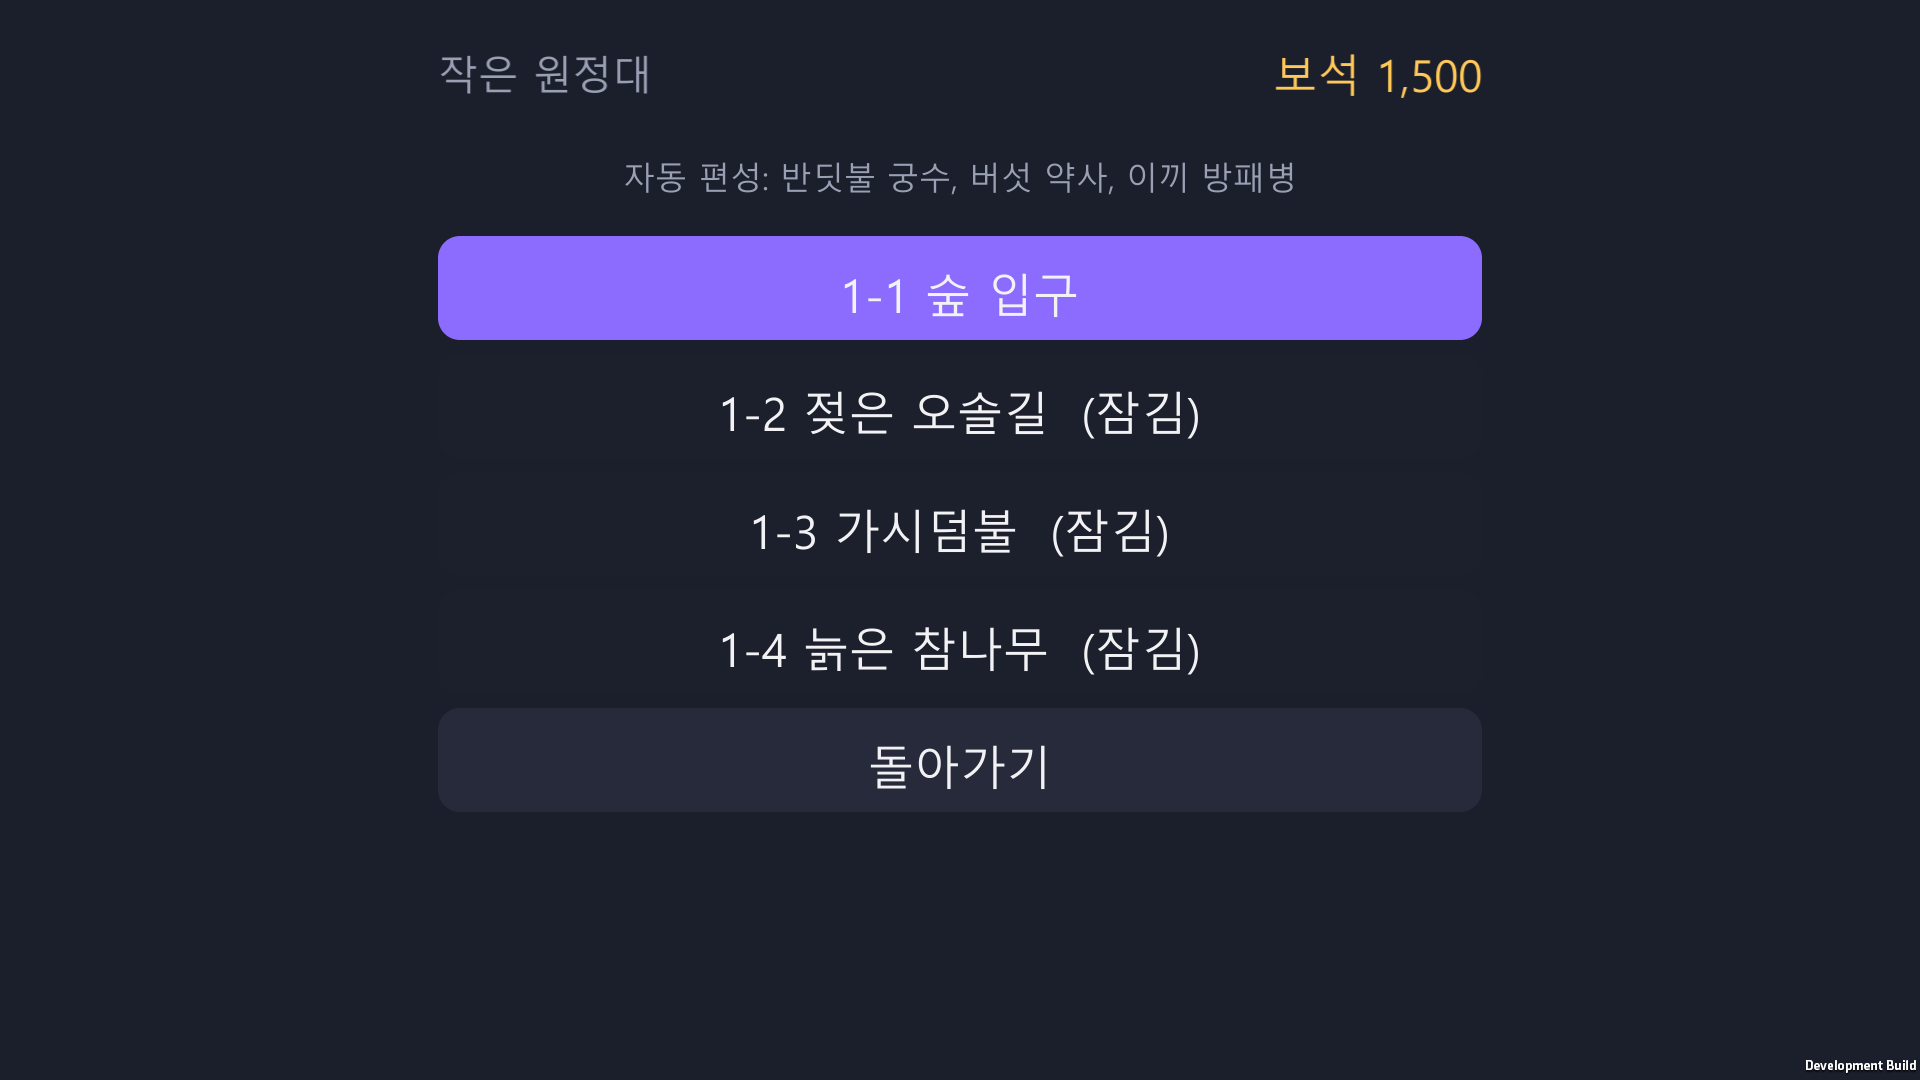 작은 원정대
보석 1,500
자동 편성: 반딧불 궁수, 버섯 약사, 이끼 방패병
1-1 숲 입구
1-2 젖은 오솔길 (잠김)
1-3 가시덤불 (잠김)
1-4 늙은 참나무 (잠김)
돌아가기
Development Build